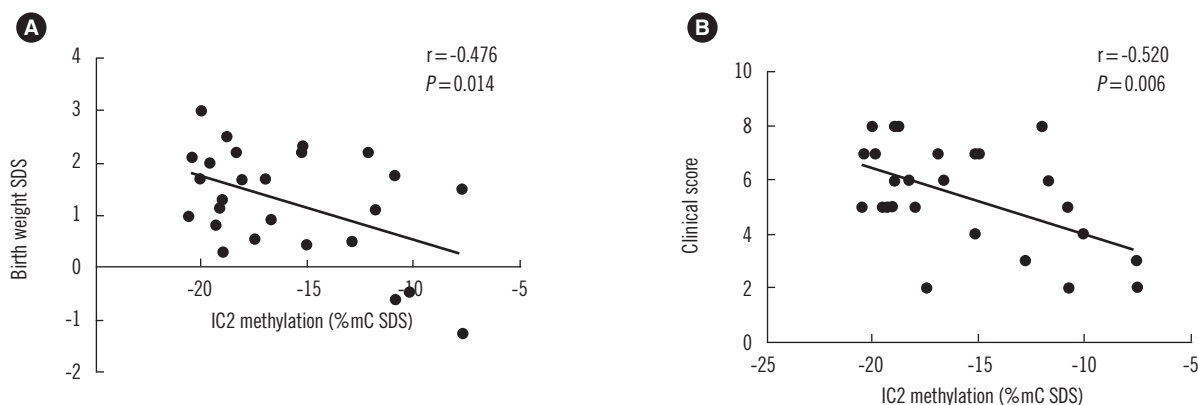 A
r=-0.476
P=0.014
4
3
2
1
0
-1
-2
-20
-15
-10
-5
Birth weight SDS
IC2 methylation (%mC SDS)
B
r=-0.520
P=0.006
10
8
6
4
2
0
-25
-20
-15
-10
-5
Clinical score
IC2 methylation (%mC SDS)